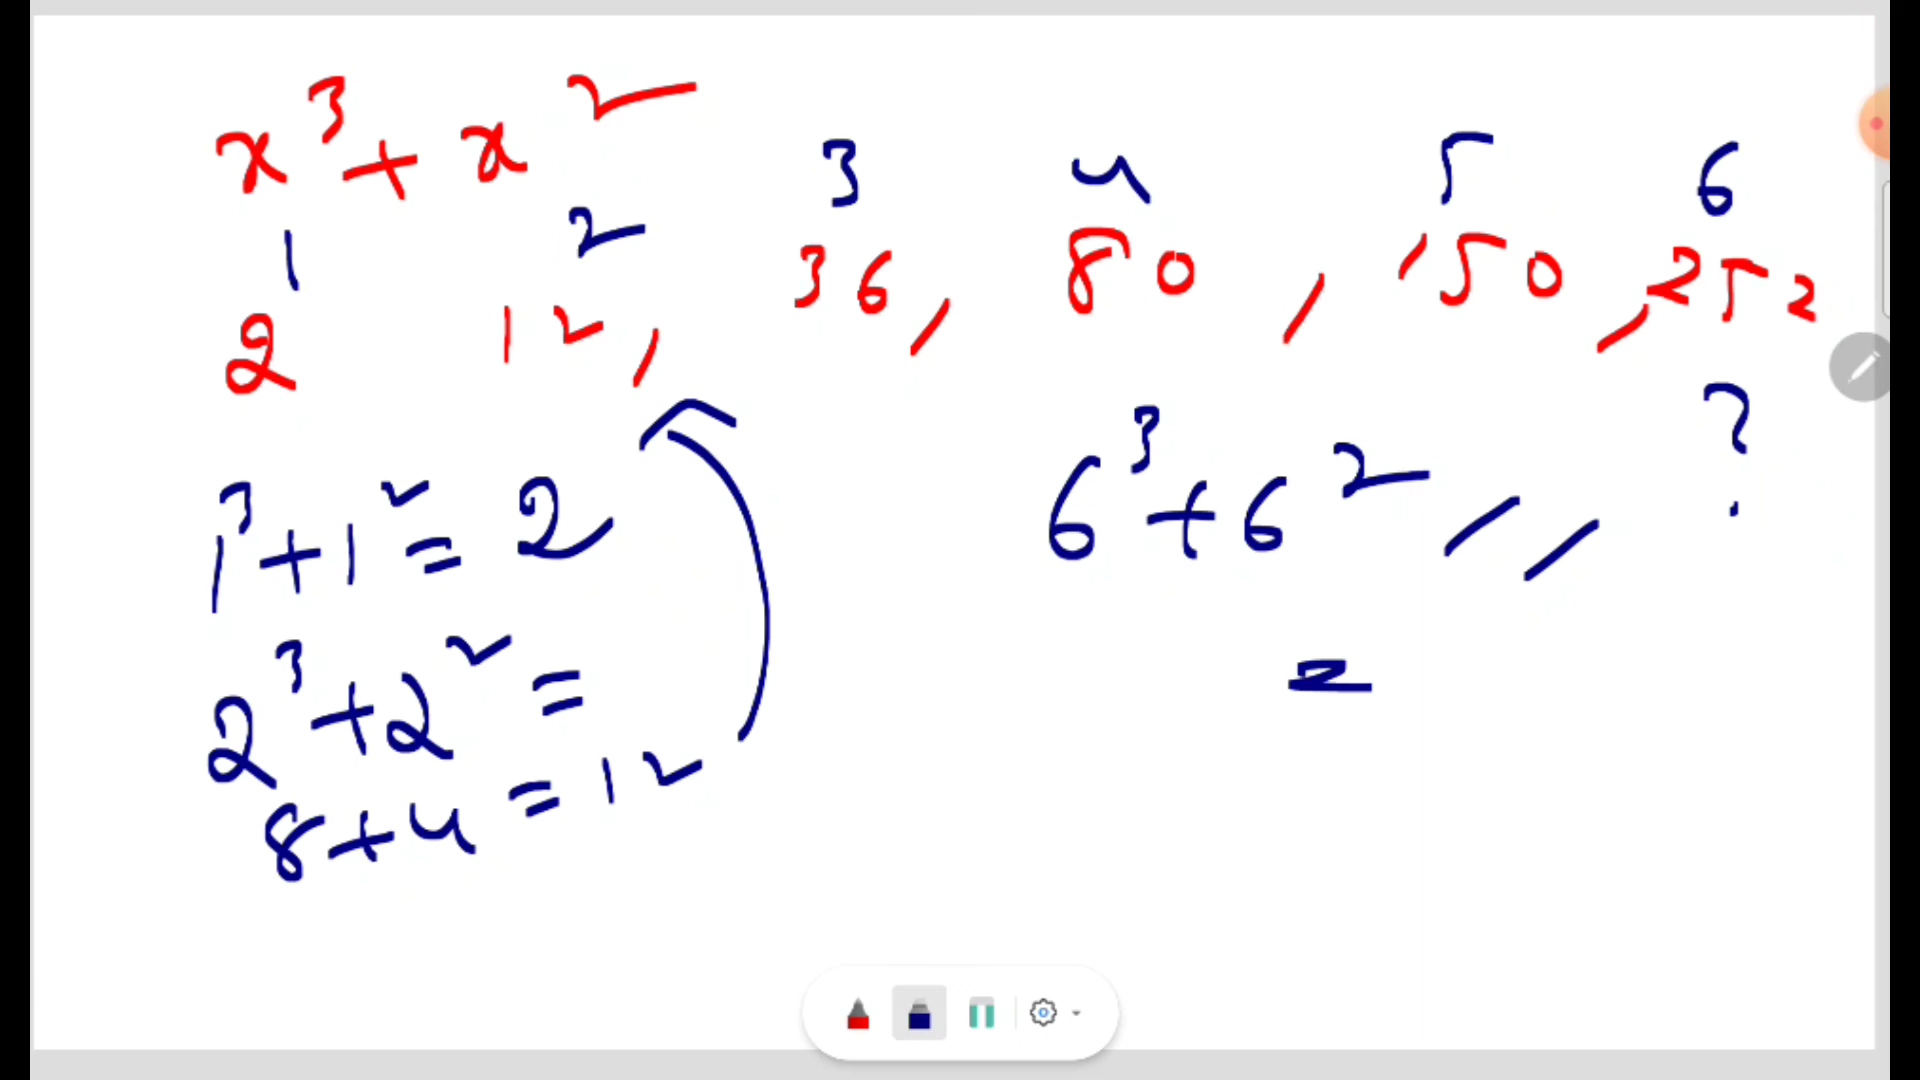 x³ + x²
1 2 3 4 5 6
2 12, 36, 80, 150, 252
?
1³+1² = 2
6³+6²,,
2³+2² =
8+4 = 12
=